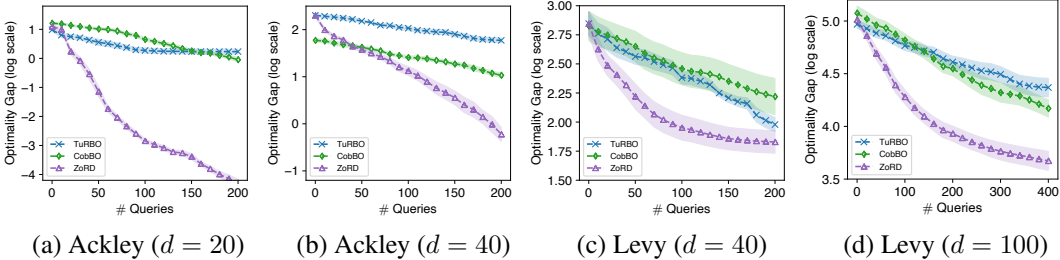 Optimality Gap (log scale)
1
0
−1
−2
−3
−4
TuRBO
CobBO
ZoRD
0 50 100 150 200
# Queries
(a) Ackley (d = 20)
Optimality Gap (log scale)
2
1
0
−1
TuRBO
CobBO
ZoRD
0 50 100 150 200
# Queries
(b) Ackley (d = 40)
Optimality Gap (log scale)
3.00
2.75
2.50
2.25
2.00
1.75
1.50
TuRBO
CobBO
ZoRD
0 50 100 150 200
# Queries
(c) Levy (d = 40)
Optimality Gap (log scale)
5.0
4.5
4.0
3.5
TuRBO
CobBO
ZoRD
0 100 200 300 400
# Queries
(d) Levy (d = 100)